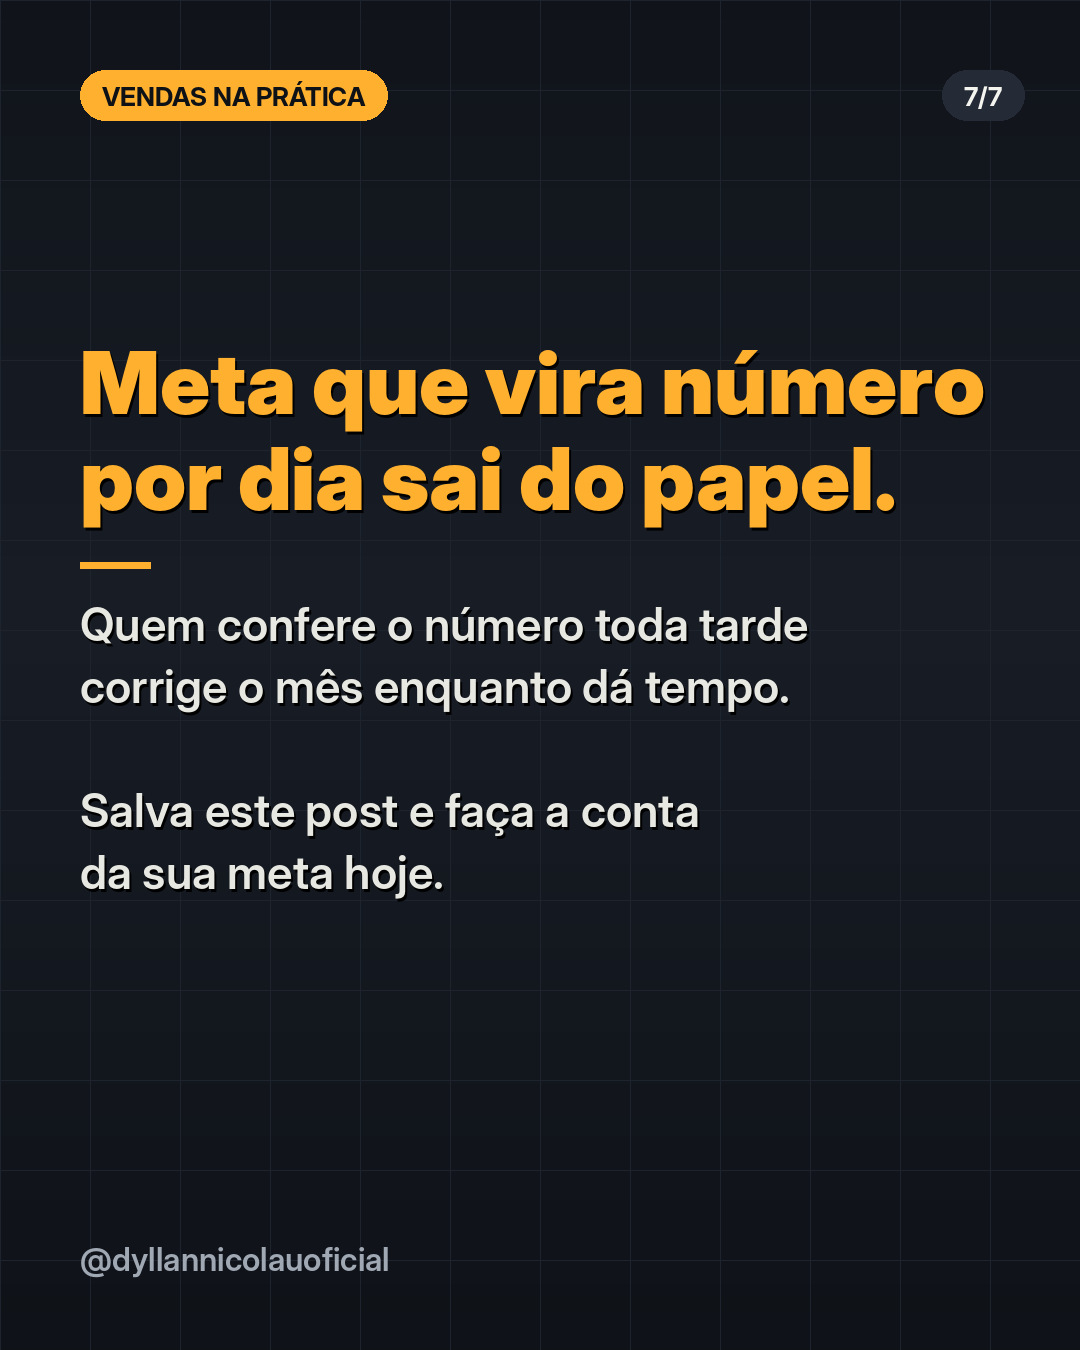 VENDAS NA PRÁTICA
7/7
Meta que vira número
por dia sai do papel.
Quem confere o número toda tarde
corrige o mês enquanto dá tempo.
Salva este post e faça a conta
da sua meta hoje.
@dyllannicolauoficial